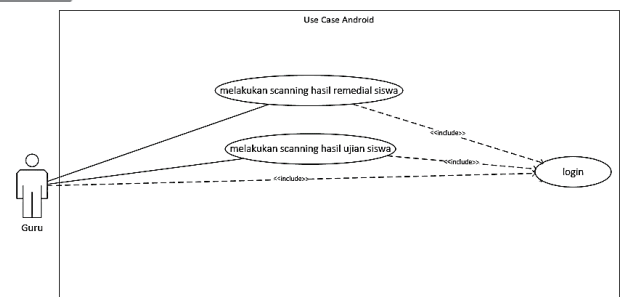 Use Case Android
melakukan scanning hasil remedial siswa
<<include>>
melakukan scanning hasil ujian siswa
<<include>>
<<include>>
login
Guru